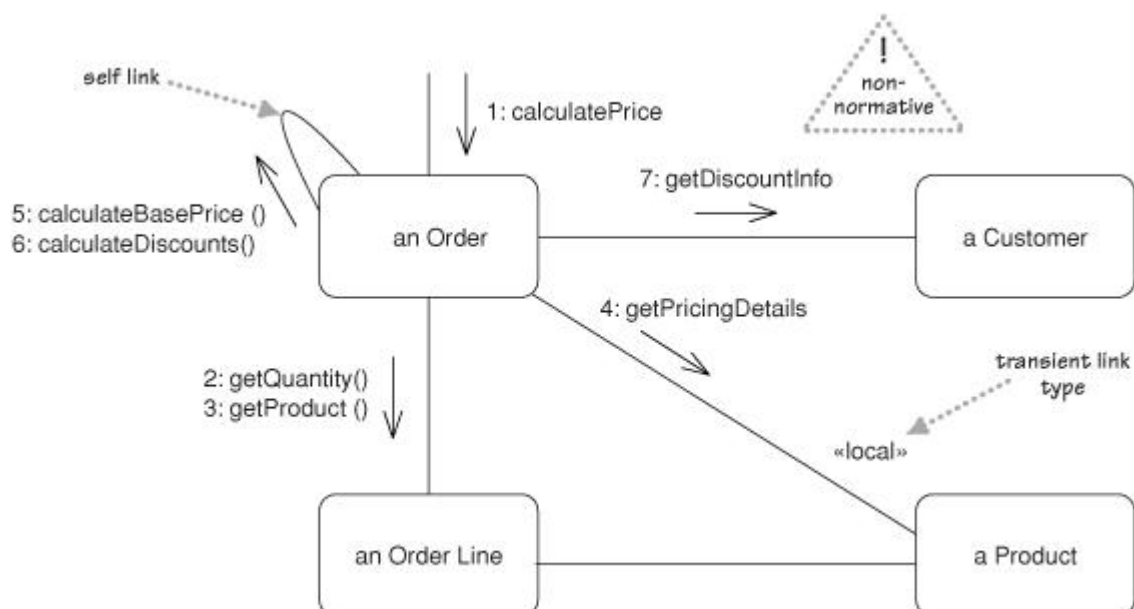 !
non-
normative
self link
1: calculatePrice
7: getDiscountInfo
5: calculateBasePrice ()
6: calculateDiscounts()
an Order
a Customer
4: getPricingDetails
2: getQuantity()
3: getProduct ()
transient link
type
«local»
an Order Line
a Product